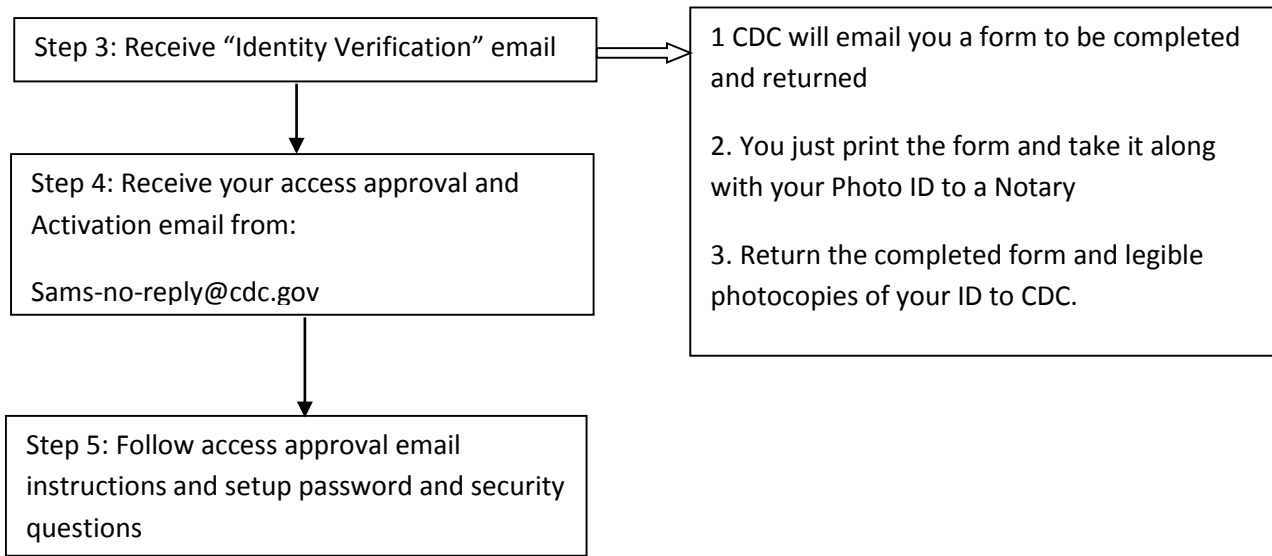 Step 3: Receive “Identity Verification” email
1 CDC will email you a form to be completed
and returned
2. You just print the form and take it along
with your Photo ID to a Notary
3. Return the completed form and legible
photocopies of your ID to CDC.
Step 4: Receive your access approval and
Activation email from:
Sams-no-reply@cdc.gov
Step 5: Follow access approval email
instructions and setup password and security
questions